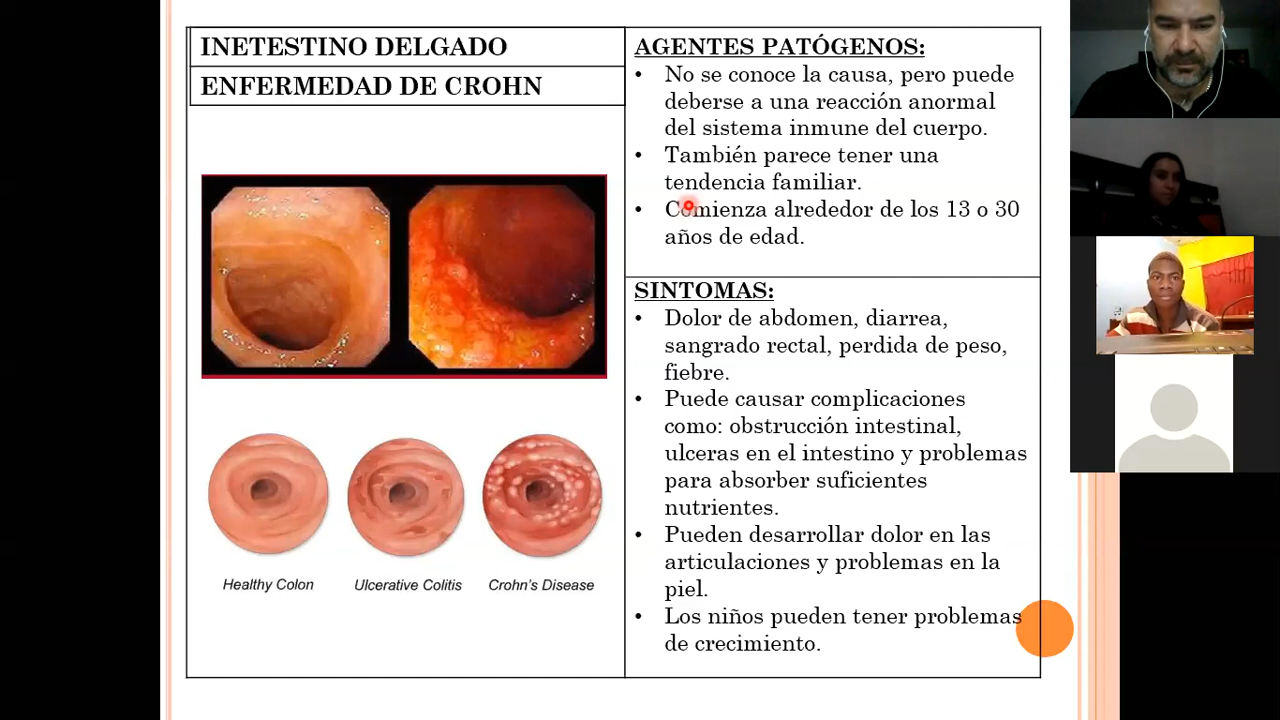 INETESTINO DELGADO
ENFERMEDAD DE CROHN
Healthy Colon
Ulcerative Colitis
Crohn's Disease
AGENTES PATÓGENOS:
• No se conoce la causa, pero puede
deberse a una reacción anormal
del sistema inmune del cuerpo.
• También parece tener una
tendencia familiar.
• Comienza alrededor de los 13 o 30
años de edad.
SINTOMAS:
• Dolor de abdomen, diarrea,
sangrado rectal, perdida de peso,
fiebre.
• Puede causar complicaciones
como: obstrucción intestinal,
ulceras en el intestino y problemas
para absorber suficientes
nutrientes.
• Pueden desarrollar dolor en las
articulaciones y problemas en la
piel.
• Los niños pueden tener problemas
de crecimiento.